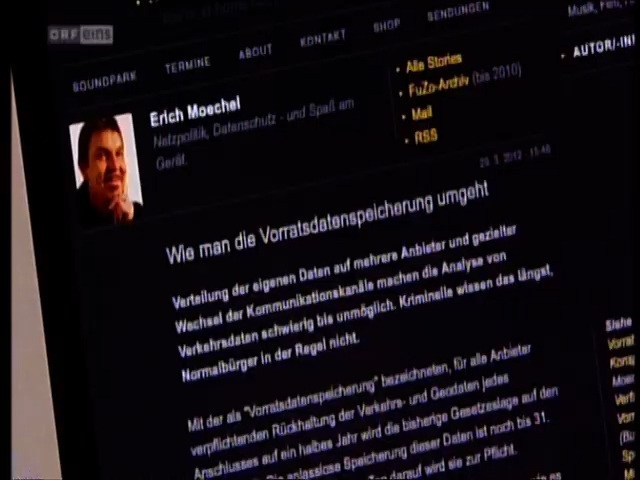 ORF eins
SOUNDPARK TERMINE ABOUT KONTAKT SHOP SENDUNGEN
Musik, Film,
AUTOR/-IN
Erich Moechel
Netzpolitik, Datenschutz - und Spaß am
Gerät.
Alle Stories
FuZo-Archiv (bis 2010)
Mail
RSS
2012
Wie man die Vorratsdatenspeicherung umgeht
Verteilung der eigenen Daten auf mehrere Anbieter und gezielter
Wechsel der Kommunikationskanäle machen die Analyse von
Verkehrsdaten schwierig bis unmöglich. Kriminelle wissen das längst,
Normalbürger in der Regel nicht.
Mit der als "Vorratsdatenspeicherung" bezeichneten, für alle Anbieter
verpflichtenden Rückhaltung der Verkehrs- und Geodaten jedes
Anschlusses auf ein halbes Jahr wird die bisherige Gesetzeslage auf den
anlasslose Speicherung dieser Daten ist noch bis 31.
darauf wird sie zur Pflicht.
Siehe